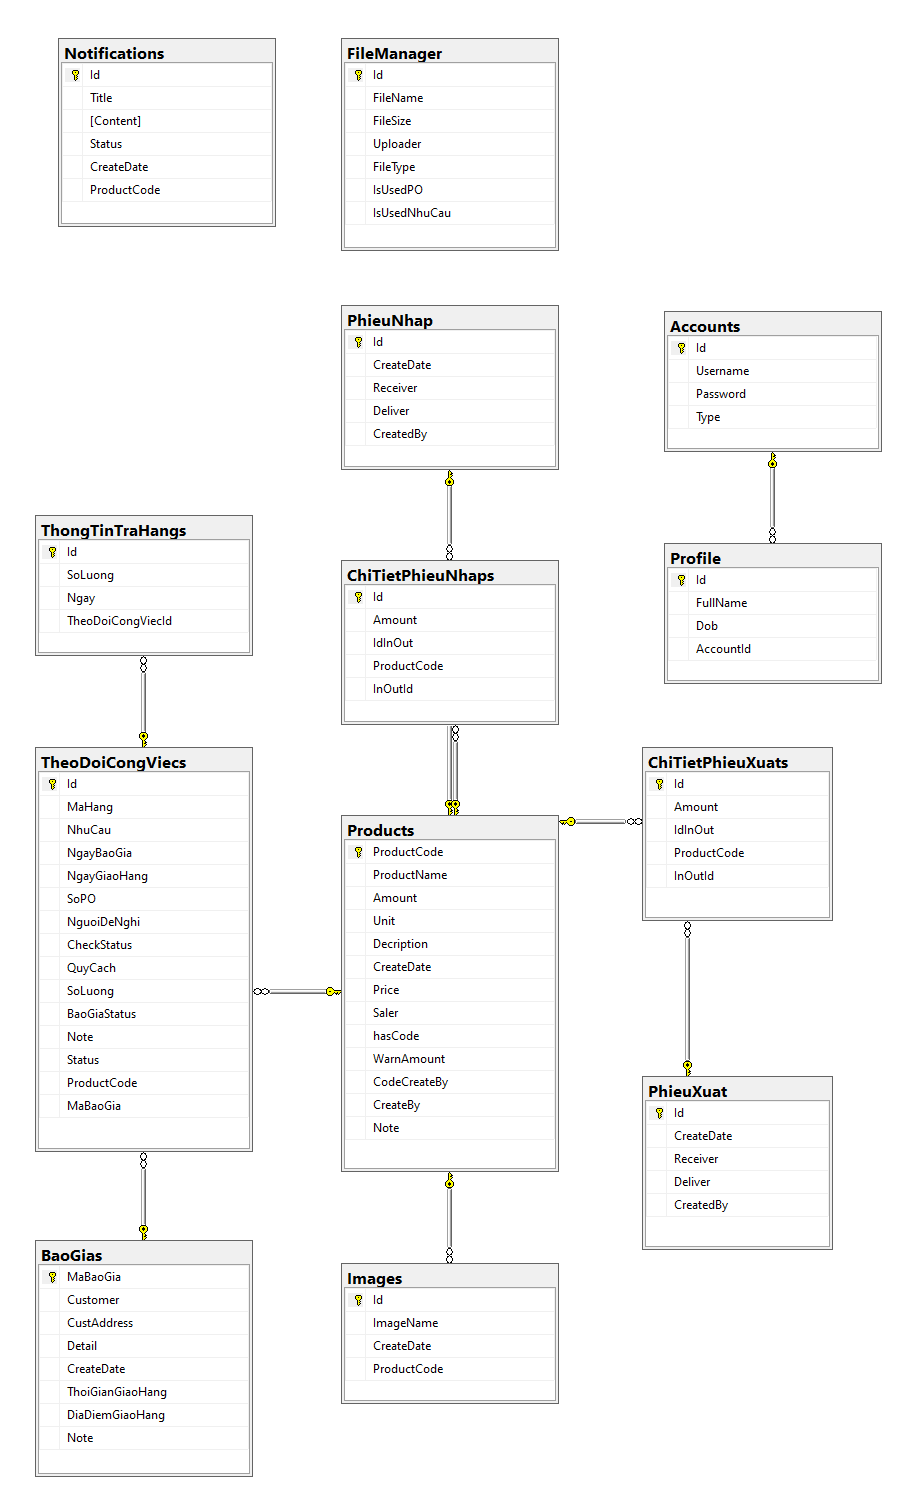 Notifications
Id
Title
[Content]
Status
CreateDate
ProductCode
FileManager
Id
FileName
FileSize
Uploader
FileType
IsUsedPO
IsUsedNhuCau
PhieuNhap
Id
CreateDate
Receiver
Deliver
CreatedBy
Accounts
Id
Username
Password
Type
ThongTinTraHangs
Id
SoLuong
Ngay
TheoDoiCongViecId
ChiTietPhieuNhaps
Id
Amount
IdInOut
ProductCode
InOutId
Profile
Id
FullName
Dob
AccountId
TheoDoiCongViecs
Id
MaHang
NhuCau
NgayBaoGia
NgayGiaoHang
SoPO
NguoiDeNghi
CheckStatus
QuyCach
SoLuong
BaoGiaStatus
Note
Status
ProductCode
MaBaoGia
Products
ProductCode
ProductName
Amount
Unit
Decription
CreateDate
Price
Saler
hasCode
WarnAmount
CodeCreateBy
CreateBy
Note
ChiTietPhieuXuats
Id
Amount
IdInOut
ProductCode
InOutId
PhieuXuat
Id
CreateDate
Receiver
Deliver
CreatedBy
BaoGias
MaBaoGia
Customer
CustAddress
Detail
CreateDate
ThoiGianGiaoHang
DiaDiemGiaoHang
Note
Images
Id
ImageName
CreateDate
ProductCode